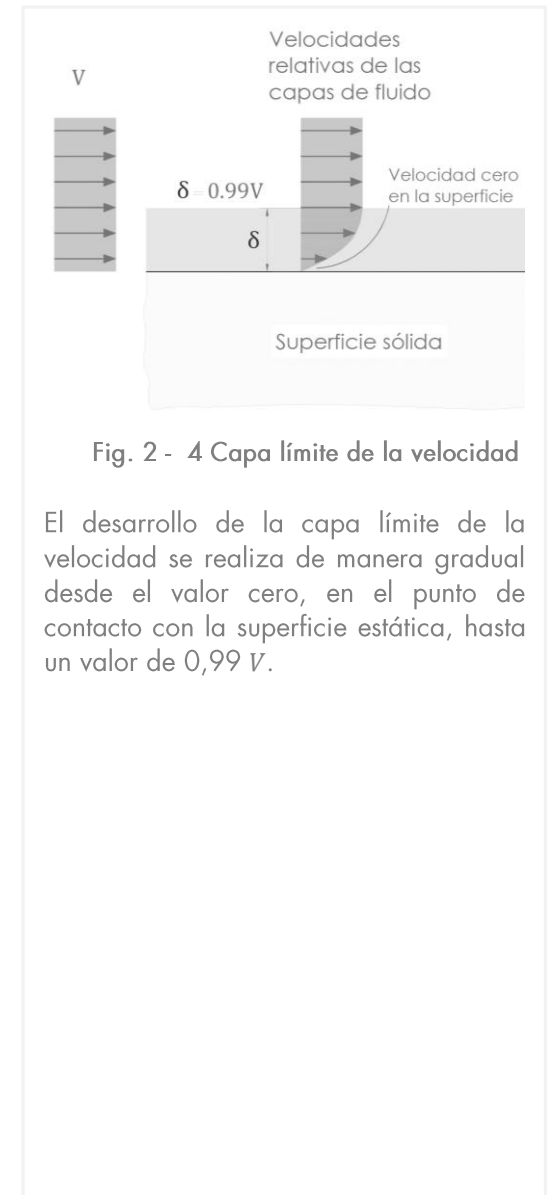 Velocidades
relativas de las
capas de fluido
V
Velocidad cero
en la superficie
δ = 0.99V
δ
Superficie sólida
Fig. 2 - 4 Capa límite de la velocidad
El desarrollo de la capa límite de la
velocidad se realiza de manera gradual
desde el valor cero, en el punto de
contacto con la superficie estática, hasta
un valor de 0,99 V.